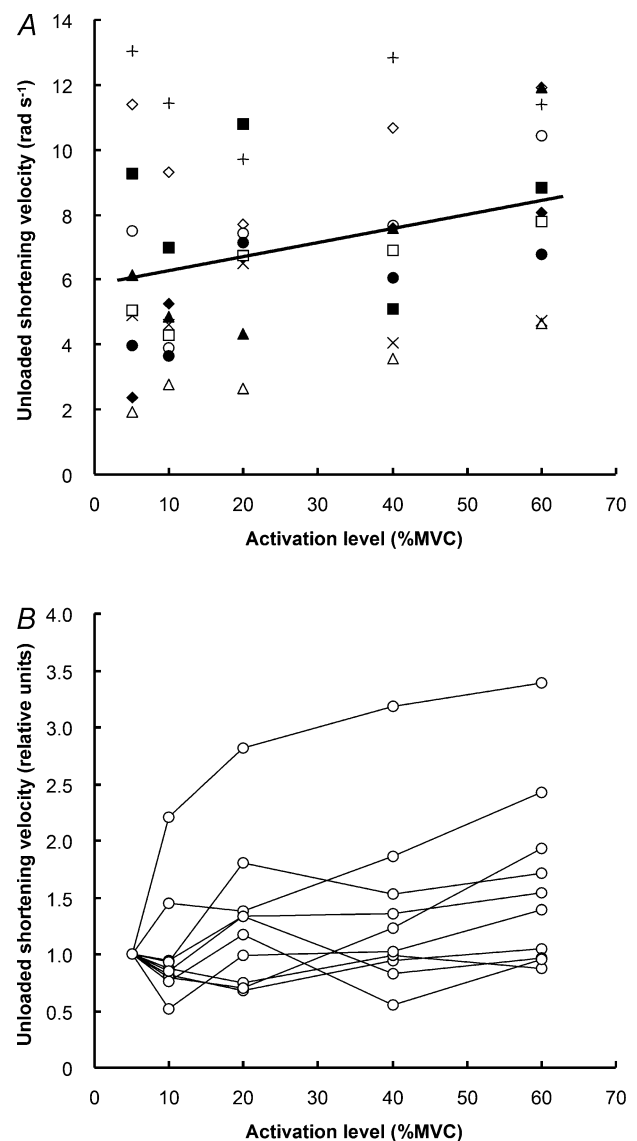 A
Unloaded shortening velocity (rad s-1)
14
12
10
8
6
4
2
0
0 10 20 30 40 50 60 70
Activation level (%MVC)
B
Unloaded shortening velocity (relative units)
4.0
3.5
3.0
2.5
2.0
1.5
1.0
0.5
0
0 10 20 30 40 50 60 70
Activation level (%MVC)